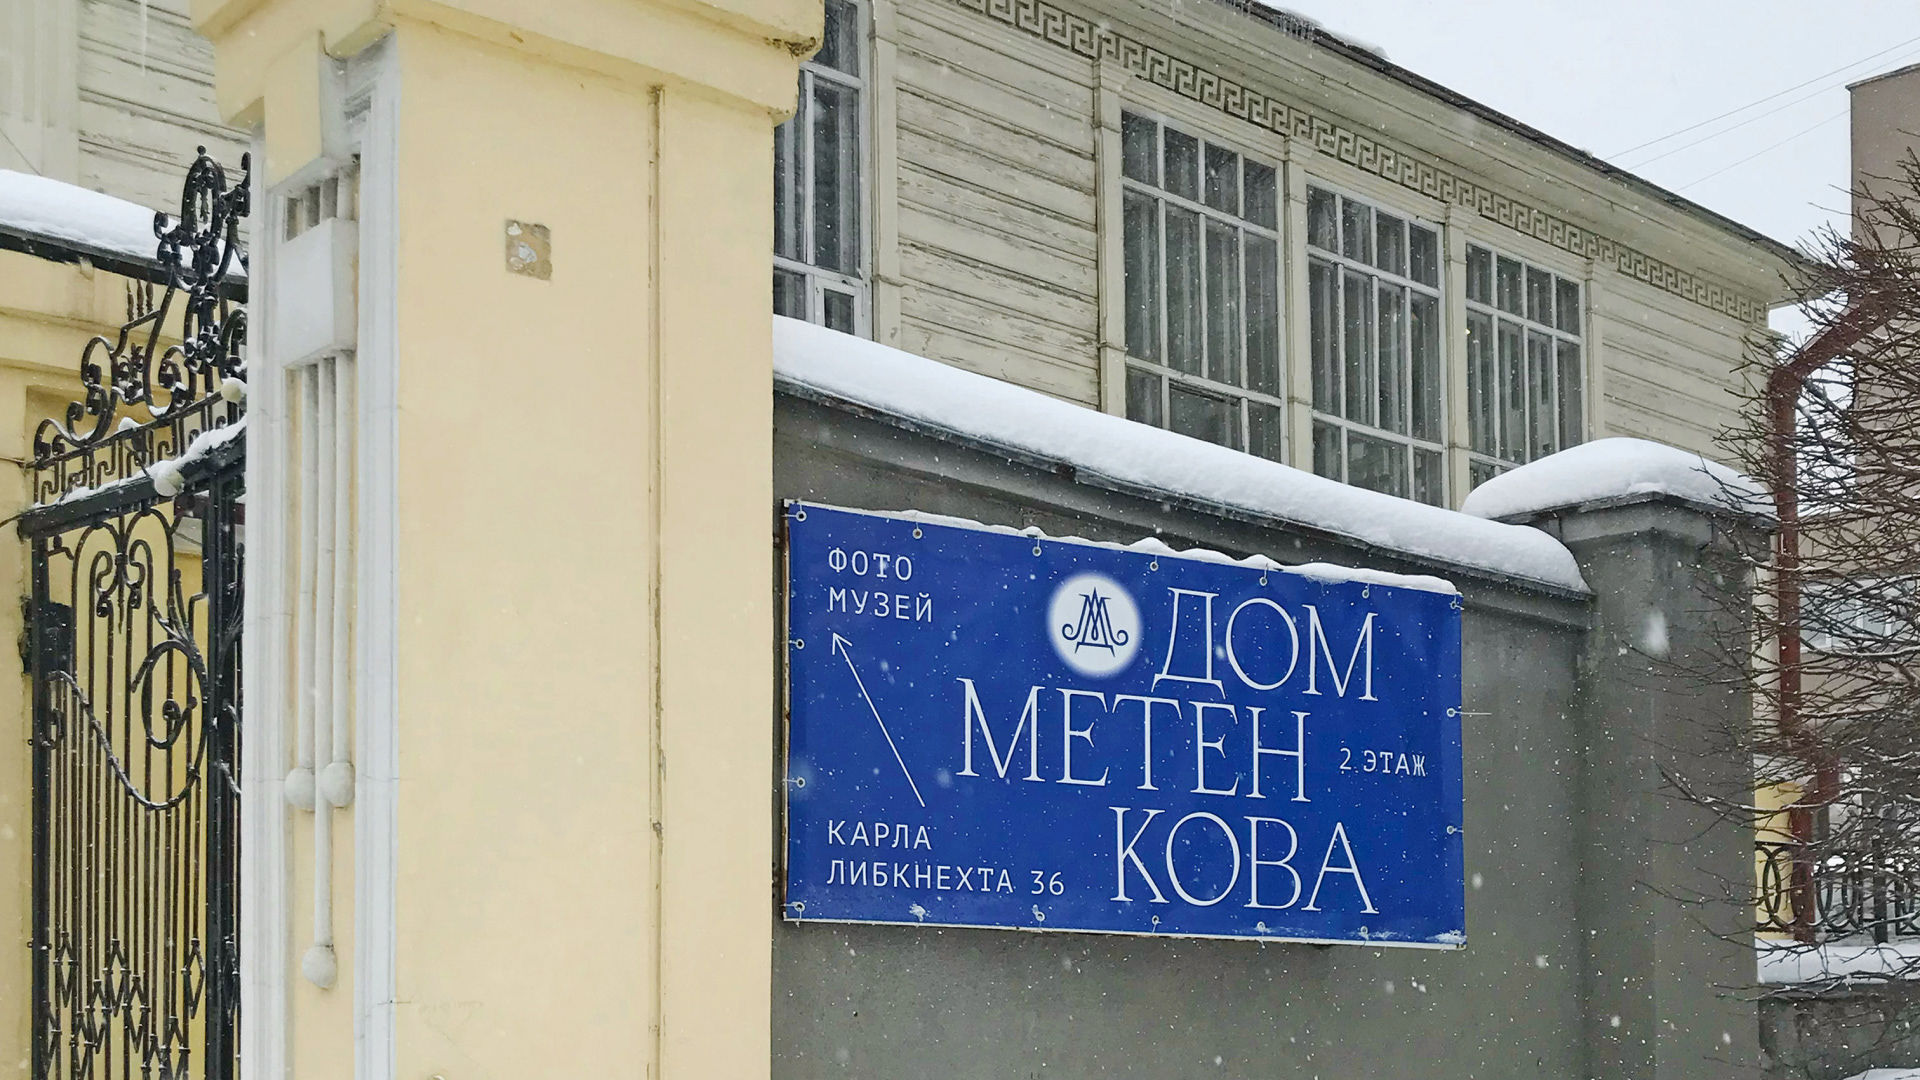 ФОТО
МУЗЕЙ
ДОМ
МЕТЕН
КОВА
2 ЭТАЖ
КАРЛА
ЛИБКНЕХТА 36